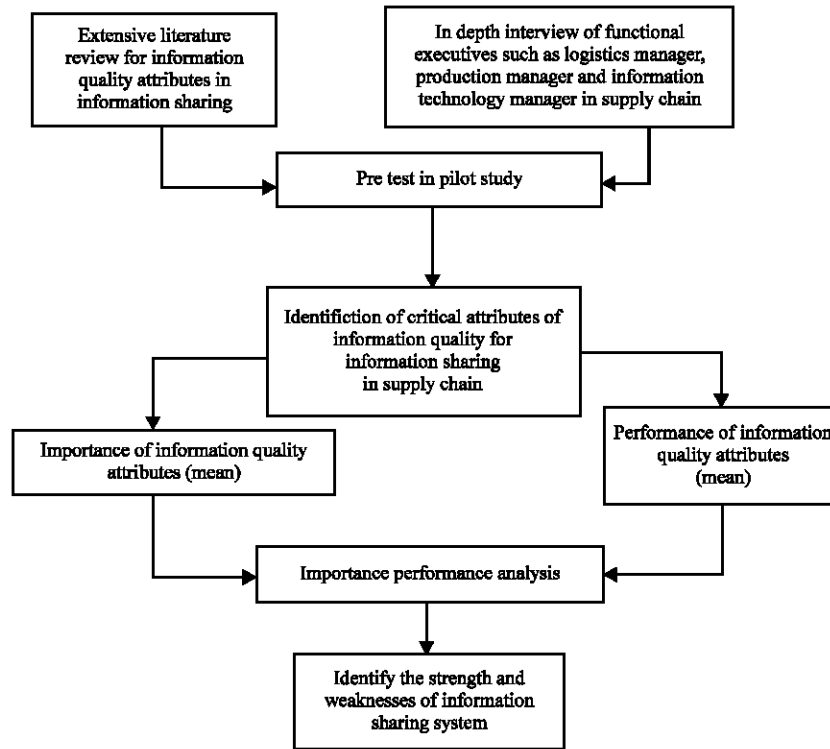 Extensive literature
review for information
quality attributes in
information sharing
In depth interview of functional
executives such as logistics manager,
production manager and information
technology manager in supply chain
Pre test in pilot study
Identifiction of critical attributes of
information quality for
information sharing
in supply chain
Importance of information quality
attributes (mean)
Performance of information
quality attributes
(mean)
Importance performance analysis
Identify the strength and
weaknesses of information
sharing system